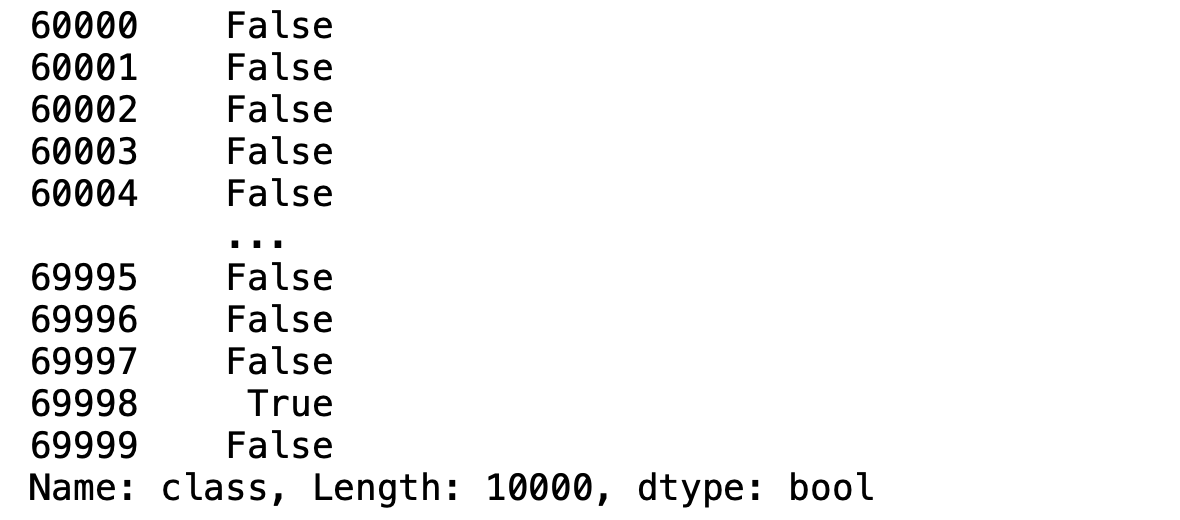 60000    False
60001    False
60002    False
60003    False
60004    False
         ...
69995    False
69996    False
69997    False
69998     True
69999    False
Name: class, Length: 10000, dtype: bool